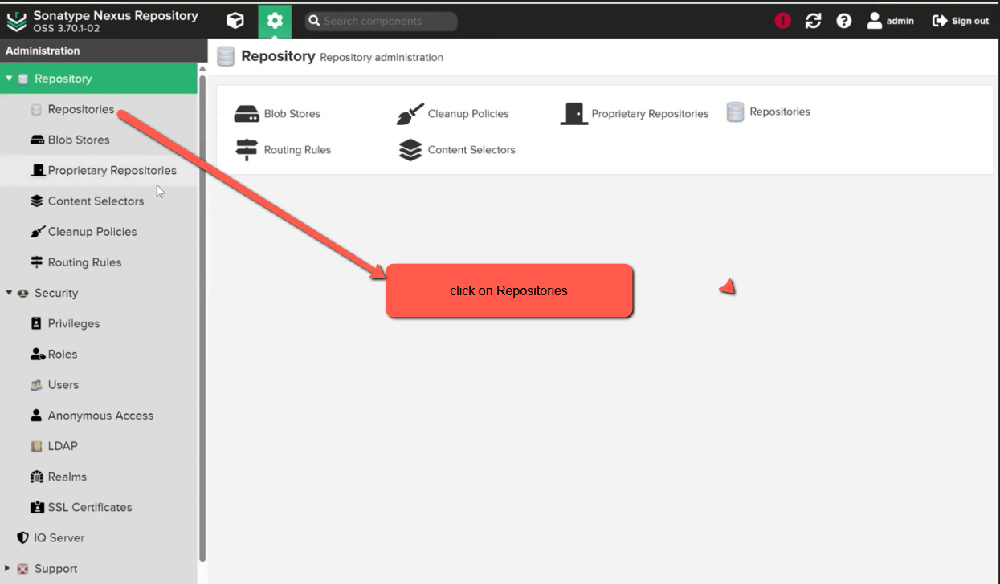 Sonatype Nexus Repository
OSS 3.70.1-02
Search components
admin
Sign out
Administration
Repository
Repositories
Blob Stores
Proprietary Repositories
Content Selectors
Cleanup Policies
Routing Rules
Security
Privileges
Roles
Users
Anonymous Access
LDAP
Realms
SSL Certificates
IQ Server
Support
Repository Repository administration
Blob Stores Cleanup Policies Proprietary Repositories Repositories
Routing Rules Content Selectors
click on Repositories